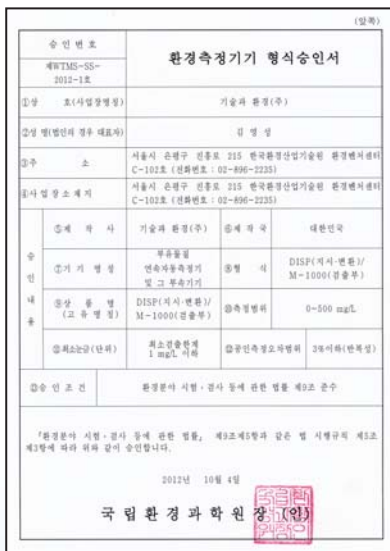 (앞쪽)
승 인 번 호
제WTMS-SS-
2012-1호
환경측정기기 형식승인서
①상 호(사업장명칭)
기술과 환경(주)
②성 명(법인의 경우 대표자)
김 영 성
③주 소
서울시 은평구 진흥로 215 한국환경산업기술원 환경벤처센터
C-102호 (전화번호 : 02-896-2235)
④사 업 장 소 재 지
서울시 은평구 진흥로 215 한국환경산업기술원 환경벤처센터
C-102호 (전화번호 : 02-896-2235)
승 인 내 용
⑤제 작 사
기술과 환경(주)
⑥제 작 국
대한민국
⑦기 기 명 칭
부유물질
연속자동측정기
및 그 부속기기
⑧형 식
DISP(지시·변환)/
M-1000(검출부)
⑨상 품 명
(고 유 명 칭)
DISP(지시·변환)/
M-1000(검출부)
⑩측정범위
0~500 mg/L
⑪최소눈금(단위)
최소검출한계
1 mg/L 이하
⑫공인측정오차범위
3%이하(반복성)
⑬승 인 조 건
환경분야 시험·검사 등에 관한 법률 제9조 준수
「환경분야 시험·검사 등에 관한 법률」 제9조제5항과 같은 법 시행규칙 제5조
제3항에 따라 위와 같이 승인합니다.
2012년 10월 4일
국 립 환 경 과 학 원 장 (인)